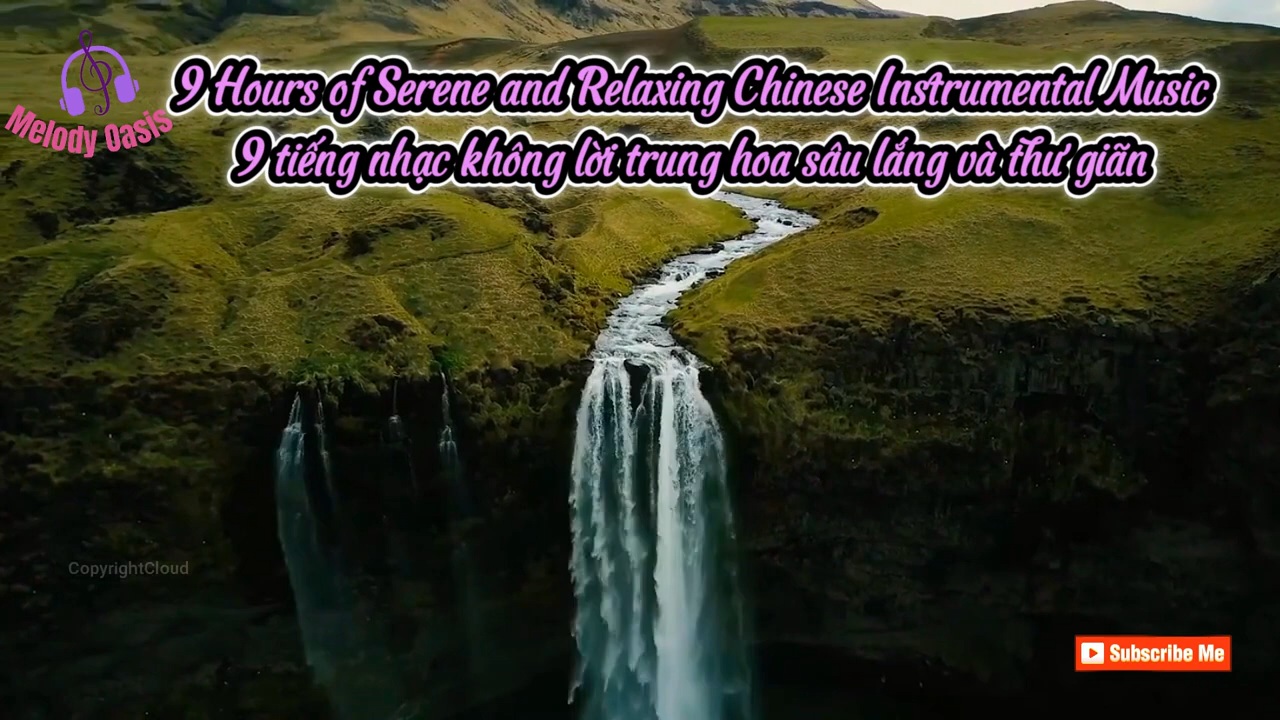 Melody Oasis
9 Hours of Serene and Relaxing Chinese Instrumental Music
9 tiếng nhạc không lời trung hoa sâu lắng và thư giãn
CopyrightCloud
Subscribe Me